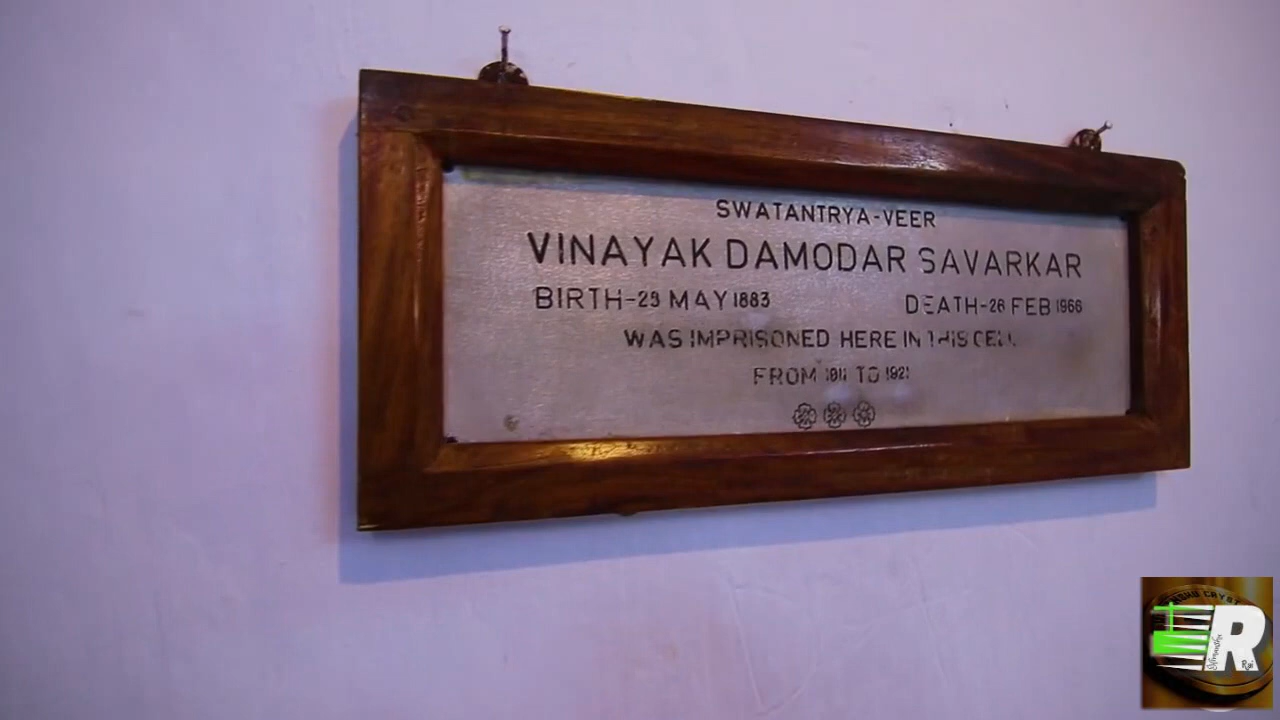 SWATANTRYA-VEER
VINAYAK DAMODAR SAVARKAR
BIRTH-29 MAY 1883 DEATH-26 FEB 1966
WAS IMPRISONED HERE IN THIS CELL
FROM 1911 TO 1921
R